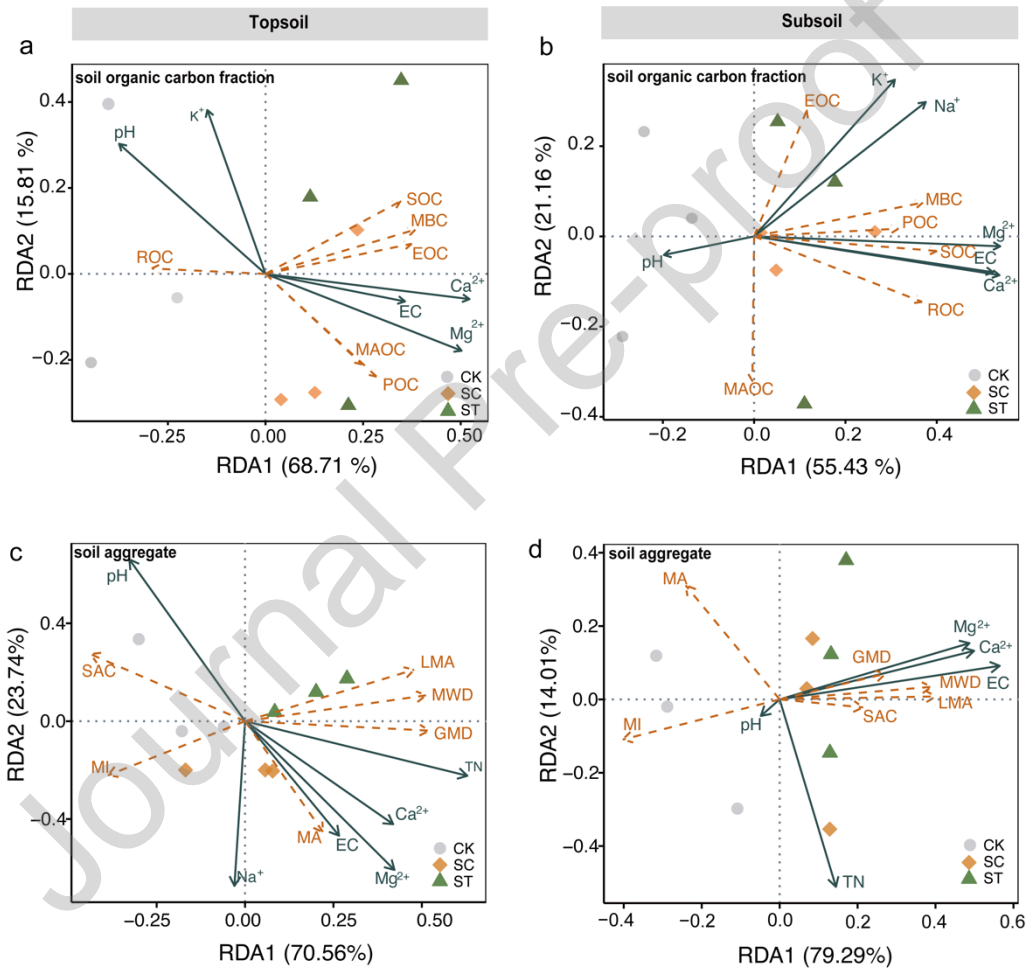 Topsoil
Subsoil
a
soil organic carbon fraction
0.4
0.2
0.0
−0.2
RDA2 (15.81 %)
pH
K⁺
SOC
MBC
EOC
ROC
Ca²⁺
EC
Mg²⁺
MAOC
POC
CK
SC
ST
−0.25
0.00
0.25
0.50
RDA1 (68.71 %)
b
soil organic carbon fraction
0.2
0.0
−0.2
−0.4
RDA2 (21.16 %)
K⁺
EOC
Na⁺
MBC
POC
Mg²⁺
EC
SOC
Ca²⁺
pH
ROC
MAOC
CK
SC
ST
−0.2
0.0
0.2
0.4
RDA1 (55.43 %)
c
soil aggregate
0.4
0.0
−0.4
RDA2 (23.74%)
pH
SAC
LMA
MWD
GMD
MI
TN
Ca²⁺
MA
EC
Na⁺
Mg²⁺
CK
SC
ST
−0.25
0.00
0.25
0.50
RDA1 (70.56%)
d
soil aggregate
0.4
0.2
0.0
−0.2
−0.4
RDA2 (14.01%)
MA
Mg²⁺
GMD
Ca²⁺
MWD
EC
LMA
SAC
pH
MI
TN
CK
SC
ST
−0.4
−0.2
0.0
0.2
0.4
0.6
RDA1 (79.29%)
Journal Pre-proof